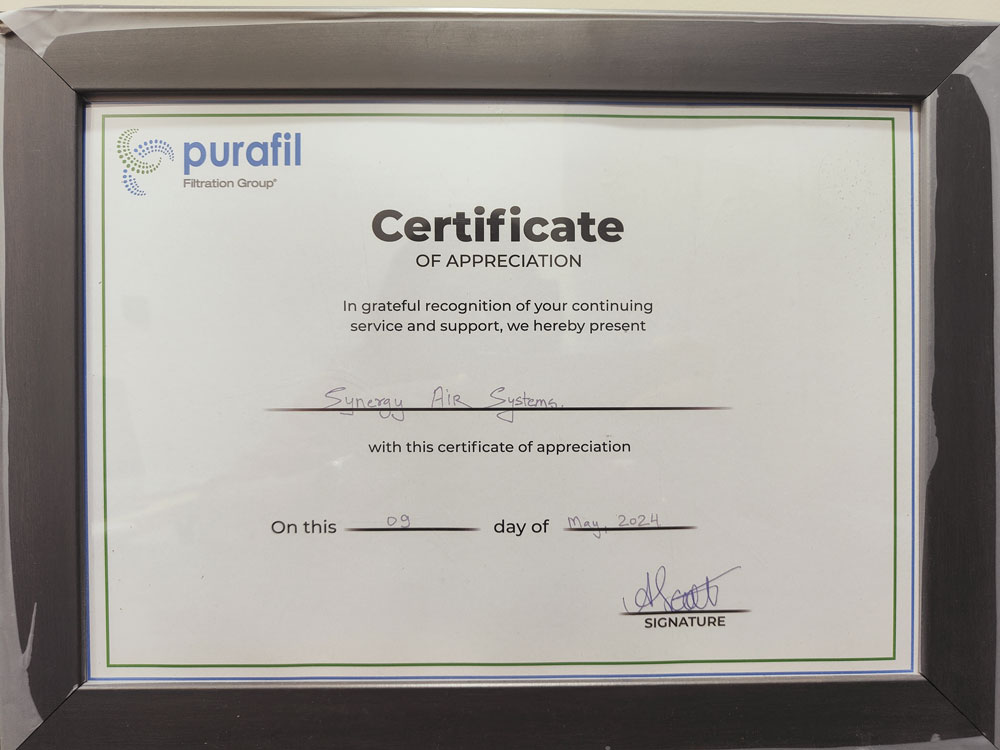 purafil
Filtration Group®
Certificate
OF APPRECIATION
In grateful recognition of your continuing
service and support, we hereby present
Synergy Air Systems.
with this certificate of appreciation
On this 09 day of May, 2024
SIGNATURE